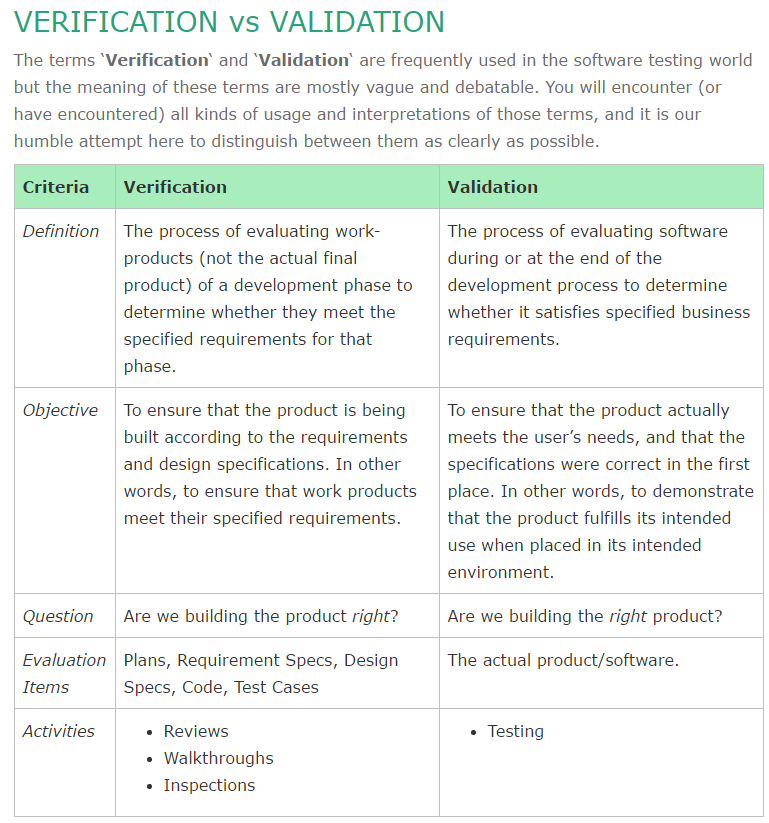 VERIFICATION vs VALIDATION
The terms ‘Verification‘ and ‘Validation‘ are frequently used in the software testing world
but the meaning of these terms are mostly vague and debatable. You will encounter (or
have encountered) all kinds of usage and interpretations of those terms, and it is our
humble attempt here to distinguish between them as clearly as possible.
Criteria Verification Validation
Definition
The process of evaluating work-
products (not the actual final
product) of a development phase to
determine whether they meet the
specified requirements for that
phase.
The process of evaluating software
during or at the end of the
development process to determine
whether it satisfies specified business
requirements.
Objective
To ensure that the product is being
built according to the requirements
and design specifications. In other
words, to ensure that work products
meet their specified requirements.
To ensure that the product actually
meets the user’s needs, and that the
specifications were correct in the first
place. In other words, to demonstrate
that the product fulfills its intended
use when placed in its intended
environment.
Question
Are we building the product right?
Are we building the right product?
Evaluation
Items
Plans, Requirement Specs, Design
Specs, Code, Test Cases
The actual product/software.
Activities
• Reviews
• Walkthroughs
• Inspections
• Testing